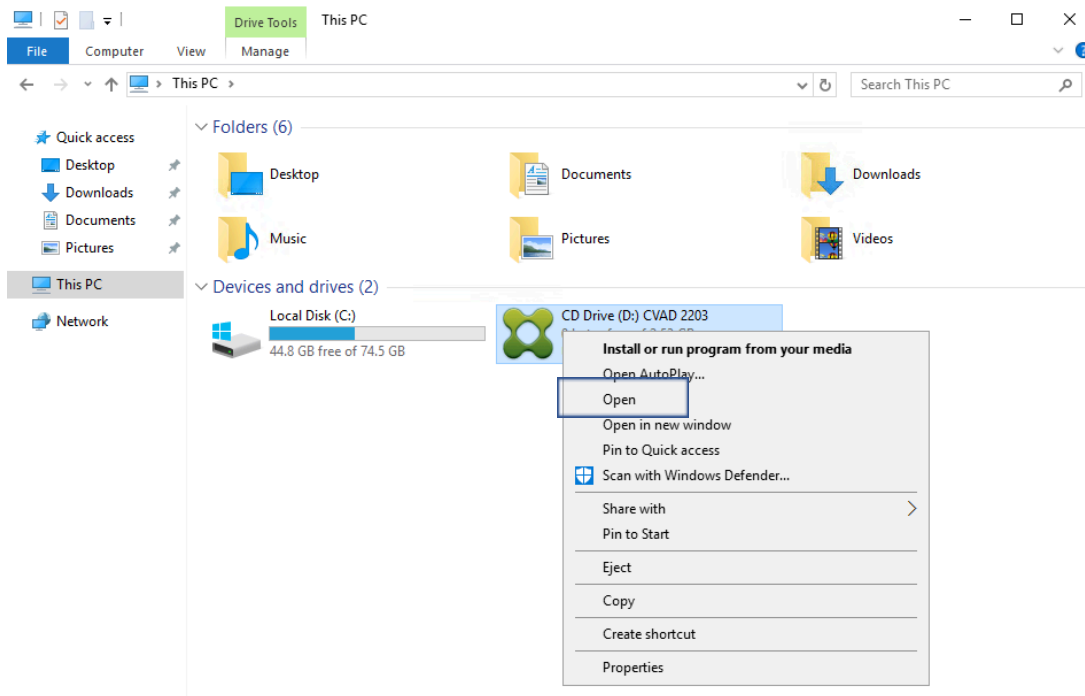 Drive Tools
This PC
File
Computer
View
Manage
This PC
Search This PC
Quick access
Desktop
Downloads
Documents
Pictures
This PC
Network
Folders (6)
Desktop
Documents
Downloads
Music
Pictures
Videos
Devices and drives (2)
Local Disk (C:)
44.8 GB free of 74.5 GB
CD Drive (D:) CVAD 2203
Install or run program from your media
Open AutoPlay...
Open
Open in new window
Pin to Quick access
Scan with Windows Defender...
Share with
Pin to Start
Eject
Copy
Create shortcut
Properties